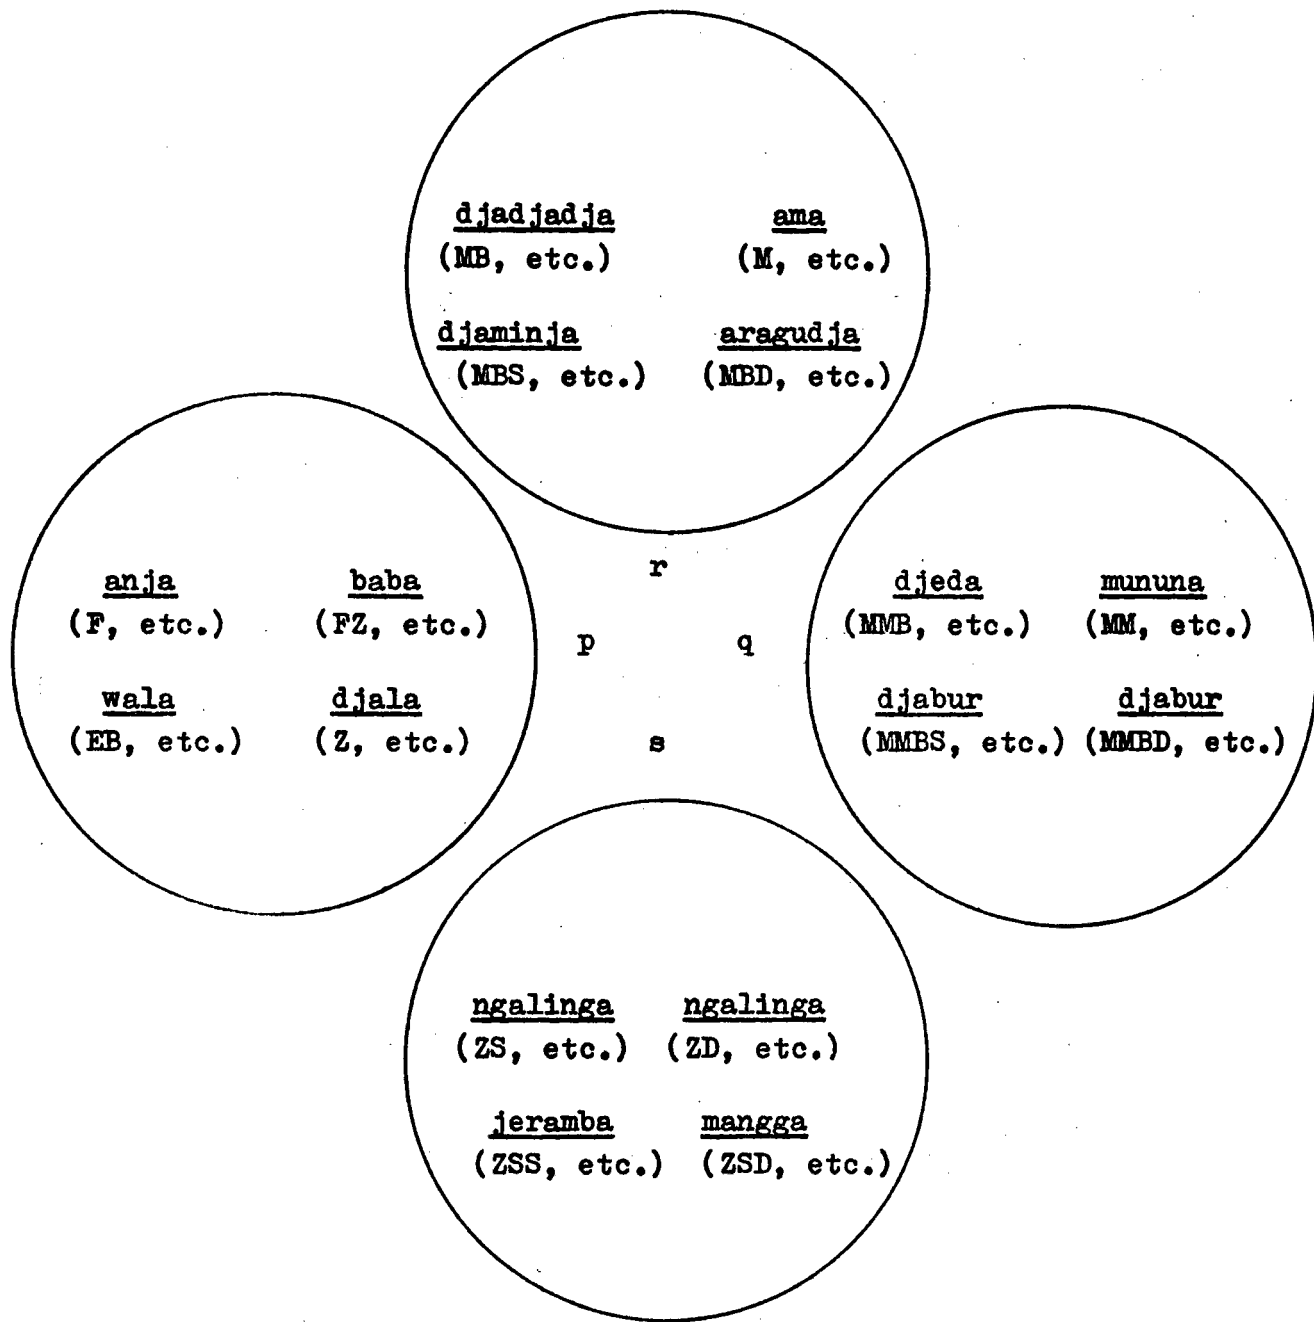 djadjadja ama
(MB, etc.) (M, etc.)
djaminja aragudja
(MBS, etc.) (MBD, etc.)
r
anja baba
(F, etc.) (FZ, etc.)
wala djala
(EB, etc.) (Z, etc.)
p q
djeda mununa
(MMB, etc.) (MM, etc.)
djabur djabur
(MMBS, etc.) (MMBD, etc.)
s
ngalinga ngalinga
(ZS, etc.) (ZD, etc.)
jeramba mangga
(ZSS, etc.) (ZSD, etc.)